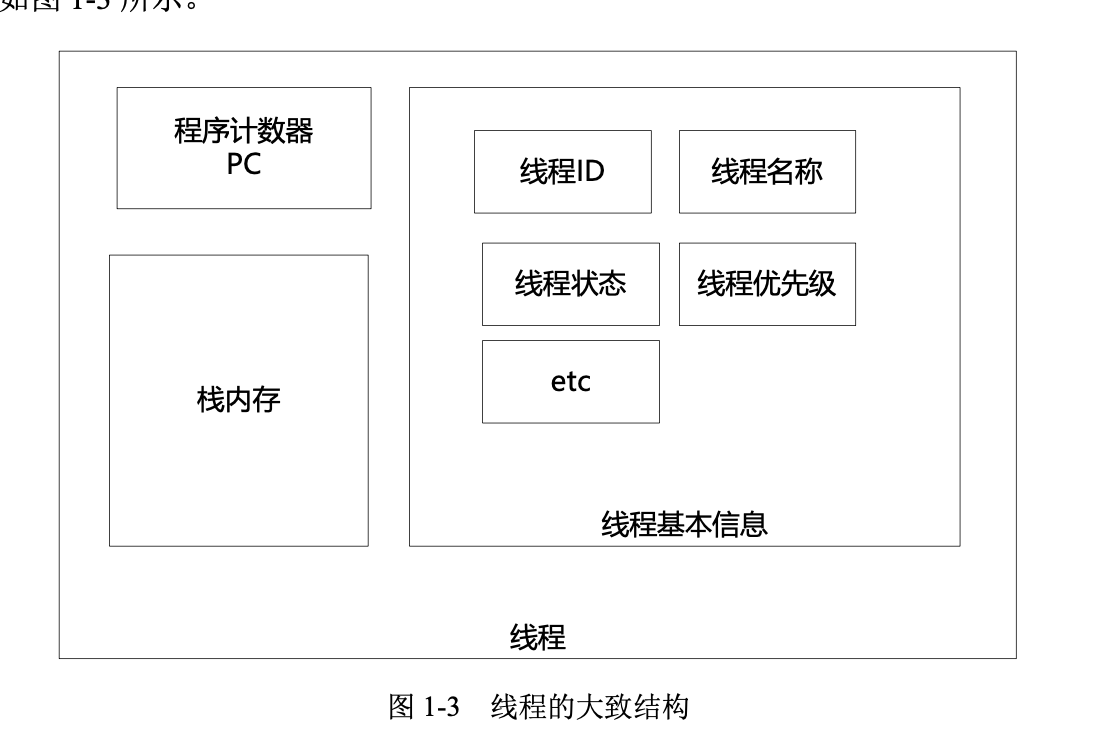 如图 1-3 所示。
程序计数器
PC
线程ID
线程名称
线程状态
线程优先级
栈内存
etc
线程基本信息
线程
图 1-3 线程的大致结构